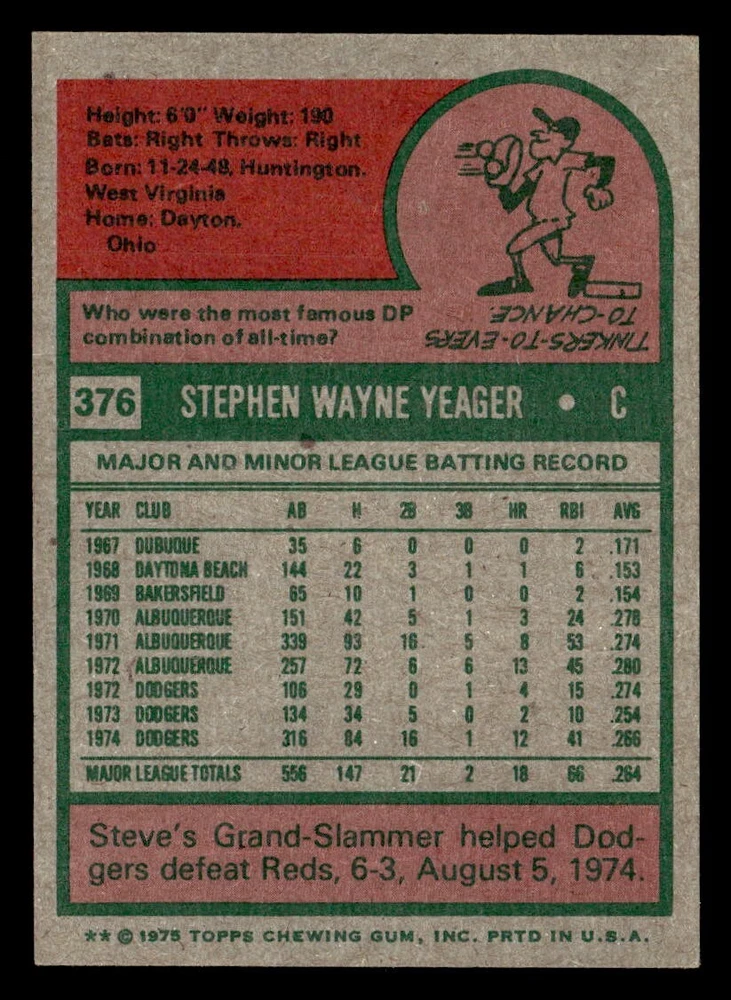 Height: 6'0" Weight: 190
Bats: Right Throws: Right
Born: 11-24-48, Huntington,
West Virginia
Home: Dayton,
Ohio
Who were the most famous DP
combination of all-time?
TINKERS-TO-EVERS
TO-CHANCE
376 STEPHEN WAYNE YEAGER • C
MAJOR AND MINOR LEAGUE BATTING RECORD
YEAR CLUB AB H 2B 3B HR RBI AVG
1967 DUBUQUE 35 6 0 0 0 2 .171
1968 DAYTONA BEACH 144 22 3 1 1 6 .153
1969 BAKERSFIELD 65 10 1 0 0 2 .154
1970 ALBUQUERQUE 151 42 5 1 3 24 .278
1971 ALBUQUERQUE 339 93 16 5 8 53 .274
1972 ALBUQUERQUE 257 72 6 6 13 45 .280
1972 DODGERS 106 29 0 1 4 15 .274
1973 DODGERS 134 34 5 0 2 10 .254
1974 DODGERS 316 84 16 1 12 41 .266
MAJOR LEAGUE TOTALS 556 147 21 2 18 66 .264
Steve's Grand-Slammer helped Dod-
gers defeat Reds, 6-3, August 5, 1974.
** © 1975 TOPPS CHEWING GUM, INC. PRTD IN U.S.A.